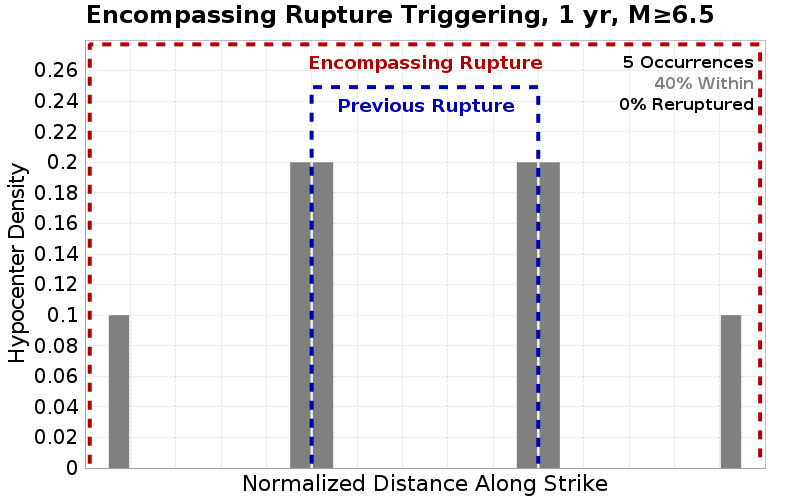 Encompassing Rupture Triggering, 1 yr, M≥6.5
Encompassing Rupture
5 Occurrences
40% Within
Previous Rupture
0% Reruptured
0.26
0.24
0.22
0.2
0.18
0.16
0.14
0.12
0.1
0.08
0.06
0.04
0.02
0
Hypocenter Density
Normalized Distance Along Strike